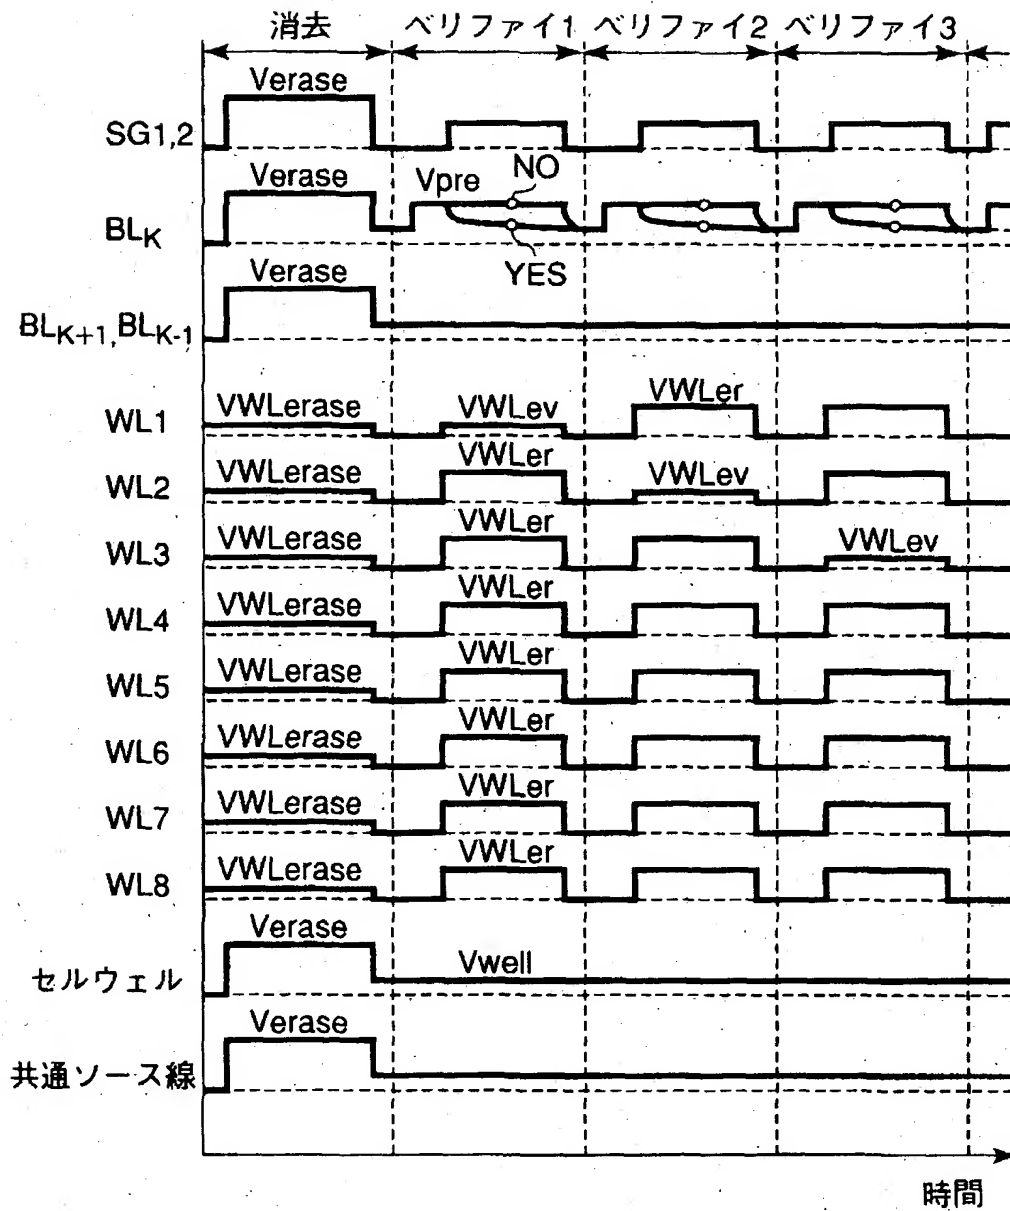 消去 ベリファイ1 ベリファイ2 ベリファイ3
Verase
SG1,2
Verase Vpre NO
BLK
YES
Verase
BLK+1,BLK-1
VWLerase VWLev VWLer
WL1
VWLerase VWLer VWLev
WL2
VWLerase VWLer VWLev
WL3
VWLerase VWLer
WL4
VWLerase VWLer
WL5
VWLerase VWLer
WL6
VWLerase VWLer
WL7
VWLerase VWLer
WL8
Verase
セルウェル Vwell
Verase
共通ソース線
時間